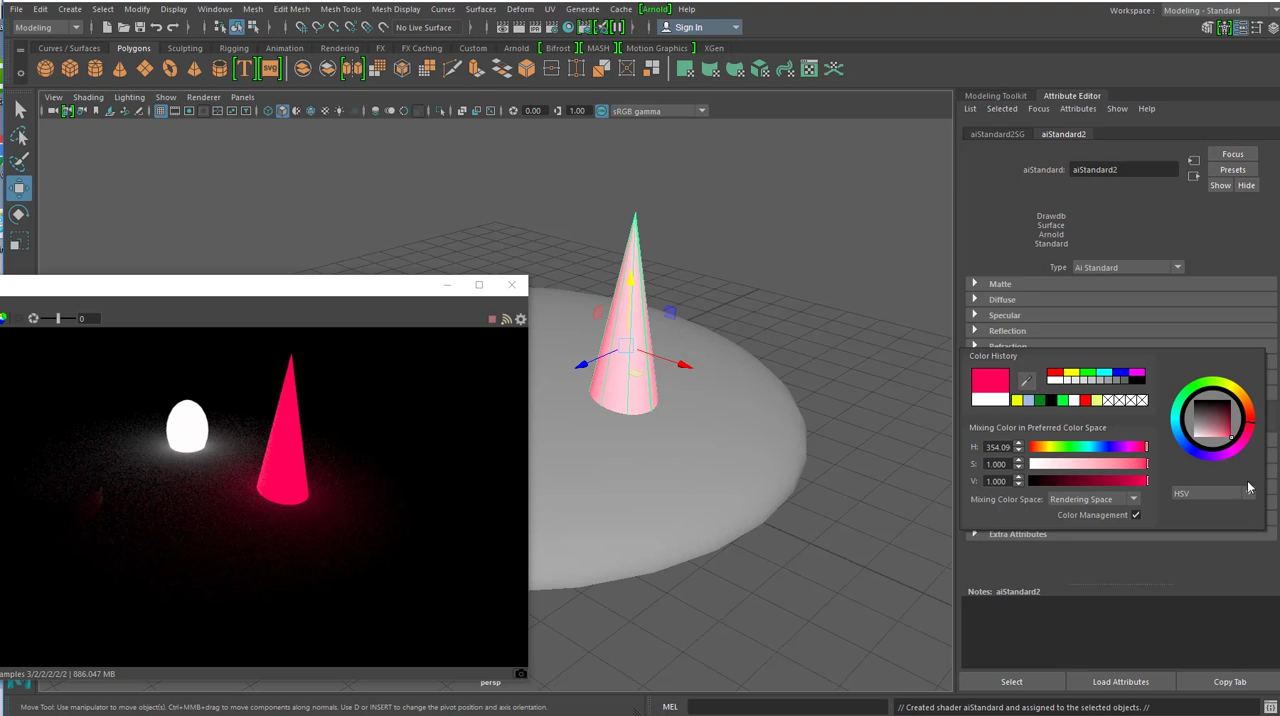 File Edit Create Select Modify Display Windows Mesh Edit Mesh Mesh Tools Mesh Display Curves Surfaces Deform UV Generate Cache [Arnold] Help
Workspace : Modeling - Standard
Modeling No Live Surface Sign In
Curves / Surfaces Polygons Sculpting Rigging Animation Rendering FX FX Caching Custom Arnold Bifrost MASH Motion Graphics XGen
T svg
View Shading Lighting Show Renderer Panels
0.00 1.00 sRGB gamma
Modeling Toolkit Attribute Editor
List Selected Focus Attributes Show Help
aiStandard2SG aiStandard2
Focus
aiStandard: aiStandard2 Presets
Show Hide
Drawdb
Surface
Arnold
Standard
Type Ai Standard
Matte
Diffuse
Specular
Reflection
Refraction
Color History
Mixing Color in Preferred Color Space
H: 354.09
S: 1.000
V: 1.000
HSV
Mixing Color Space: Rendering Space
Color Management
Extra Attributes
Notes: aiStandard2
Select Load Attributes Copy Tab
0
amples 3/2/2/2/2/2 | 886.047 MB
persp
Move Tool: Use manipulator to move object(s). Ctrl+MMB+drag to move components along normals. Use D or INSERT to change the pivot position and axis orientation.
MEL
// Created shader aiStandard and assigned to the selected objects. //